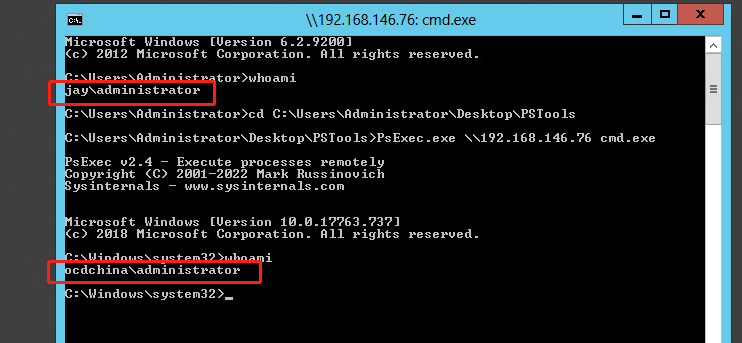 \\192.168.146.76: cmd.exe
Microsoft Windows [Version 6.2.9200]
(c) 2012 Microsoft Corporation. All rights reserved.
C:\Users\Administrator>whoami
jay\administrator
C:\Users\Administrator>cd C:\Users\Administrator\Desktop\PSTools
C:\Users\Administrator\Desktop\PSTools>PsExec.exe \\192.168.146.76 cmd.exe
PsExec v2.4 - Execute processes remotely
Copyright (C) 2001-2022 Mark Russinovich
Sysinternals - www.sysinternals.com
Microsoft Windows [Version 10.0.17763.737]
(c) 2018 Microsoft Corporation. All rights reserved.
C:\Windows\system32>whoami
ocdchina\administrator
C:\Windows\system32>_